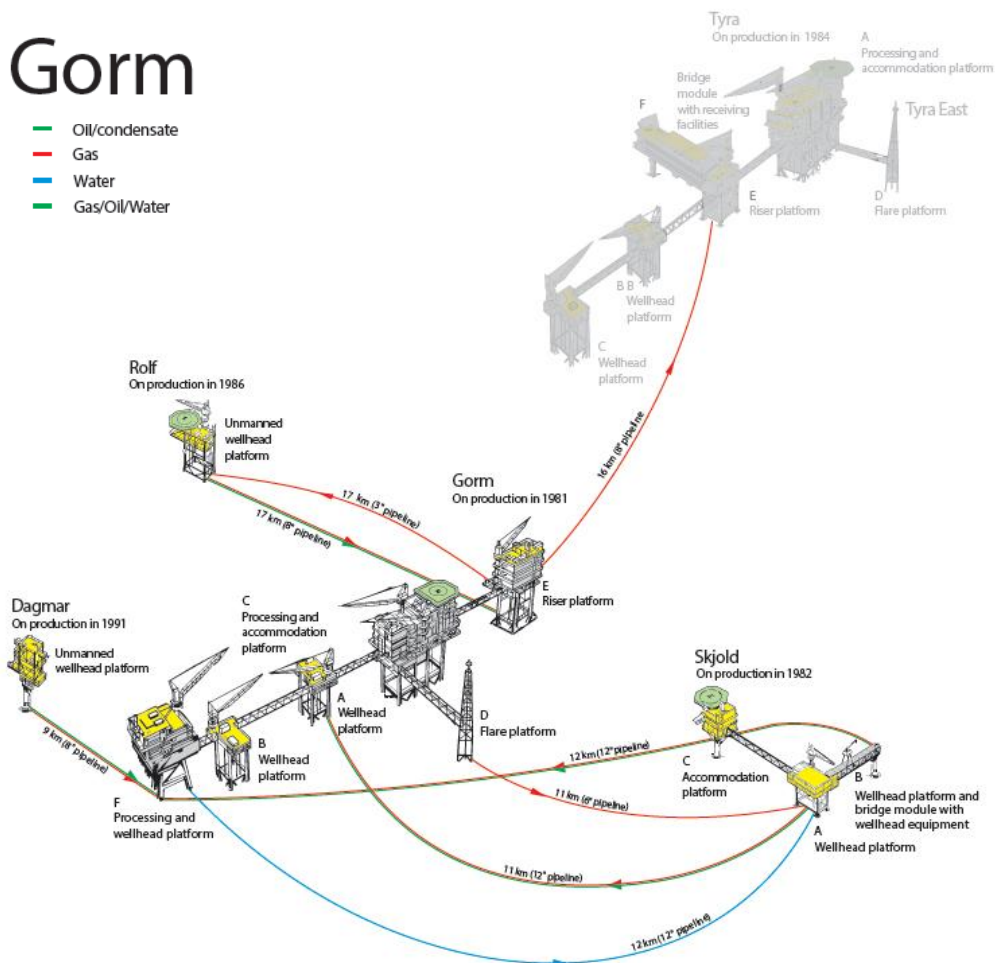 Gorm
Oil/condensate
Gas
Water
Gas/Oil/Water
Tyra
On production in 1984
A
Processing and
accommodation platform
Bridge
module
with receiving
facilities
F
Tyra East
E
Riser platform
D
Flare platform
B B
Wellhead
platform
C
Wellhead
platform
16 km (8" pipeline
Rolf
On production in 1986
Unmanned
wellhead
platform
17 km (3" pipeline)
17 km (8" pipeline)
Gorm
On production in 1981
E
Riser platform
C
Processing and
accommodation
platform
Dagmar
On production in 1991
Unmanned
wellhead platform
9 km (8" pipeline)
A
Wellhead
platform
B
Wellhead
platform
D
Flare platform
F
Processing and
wellhead platform
Skjold
On production in 1982
12 km (12" pipeline)
C
Accommodation
platform
B
Wellhead platform and
bridge module with
wellhead equipment
A
Wellhead platform
11 km (6" pipeline)
11 km (12" pipeline)
12 km (12" pipeline)